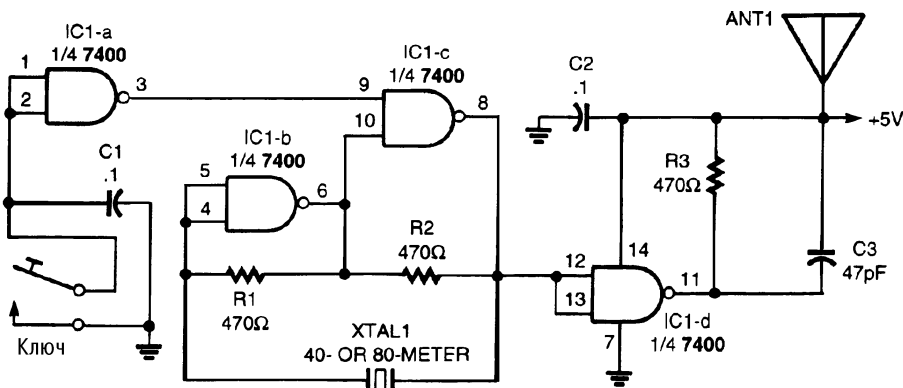 IC1-a
1/4 7400
1
2
3
C1
.1
Ключ
IC1-b
1/4 7400
5
4
6
IC1-c
1/4 7400
9
10
8
R1
470Ω
R2
470Ω
XTAL1
40- OR 80-METER
C2
.1
ANT1
+5V
R3
470Ω
C3
47pF
14
12
13
11
7
IC1-d
1/4 7400